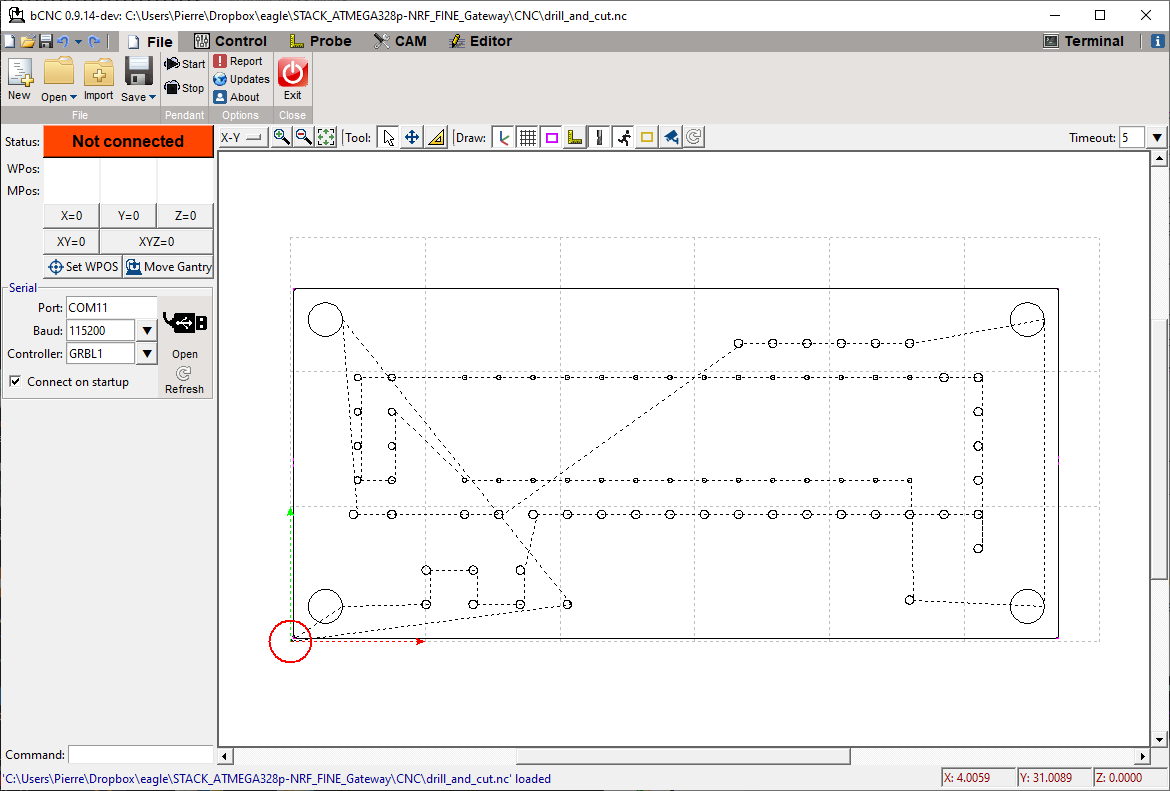 bCNC 0.9.14-dev: C:\Users\Pierre\Dropbox\eagle\STACK_ATMEGA328p-NRF_FINE_Gateway\CNC\drill_and_cut.nc
File Control Probe CAM Editor Terminal
New Open Import Save
Start
Stop
Report
Updates
About
Exit
File Pendant Options Close
Status: Not connected
WPos:
MPos:
X=0 Y=0 Z=0
XY=0 XYZ=0
Set WPOS Move Gantry
Serial
Port: COM11
Baud: 115200
Controller: GRBL1
Connect on startup
Open
Refresh
X-Y Tool: Draw: Timeout: 5
Command:
'C:\Users\Pierre\Dropbox\eagle\STACK_ATMEGA328p-NRF_FINE_Gateway\CNC\drill_and_cut.nc' loaded
X: 4.0059 Y: 31.0089 Z: 0.0000